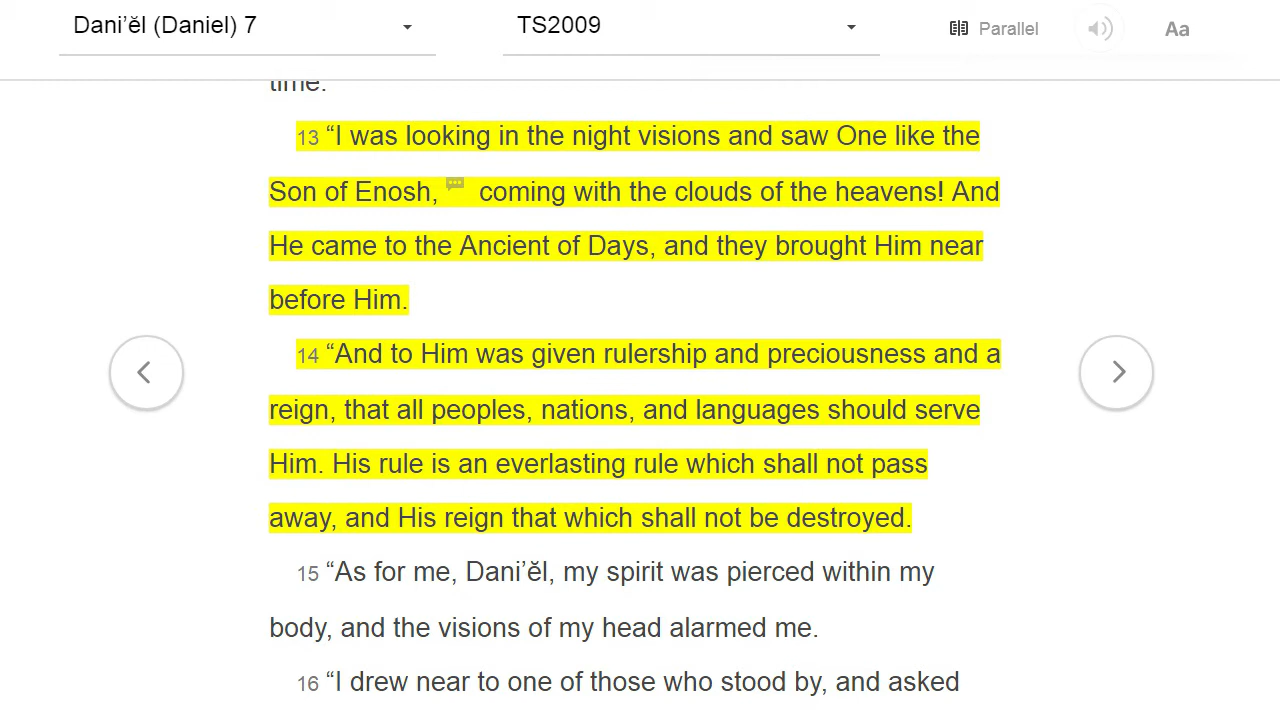 Dani’ĕl (Daniel) 7
TS2009
Parallel
Aa
time.
13 “I was looking in the night visions and saw One like the
Son of Enosh, coming with the clouds of the heavens! And
He came to the Ancient of Days, and they brought Him near
before Him.
14 “And to Him was given rulership and preciousness and a
reign, that all peoples, nations, and languages should serve
Him. His rule is an everlasting rule which shall not pass
away, and His reign that which shall not be destroyed.
15 “As for me, Dani’ĕl, my spirit was pierced within my
body, and the visions of my head alarmed me.
16 “I drew near to one of those who stood by, and asked